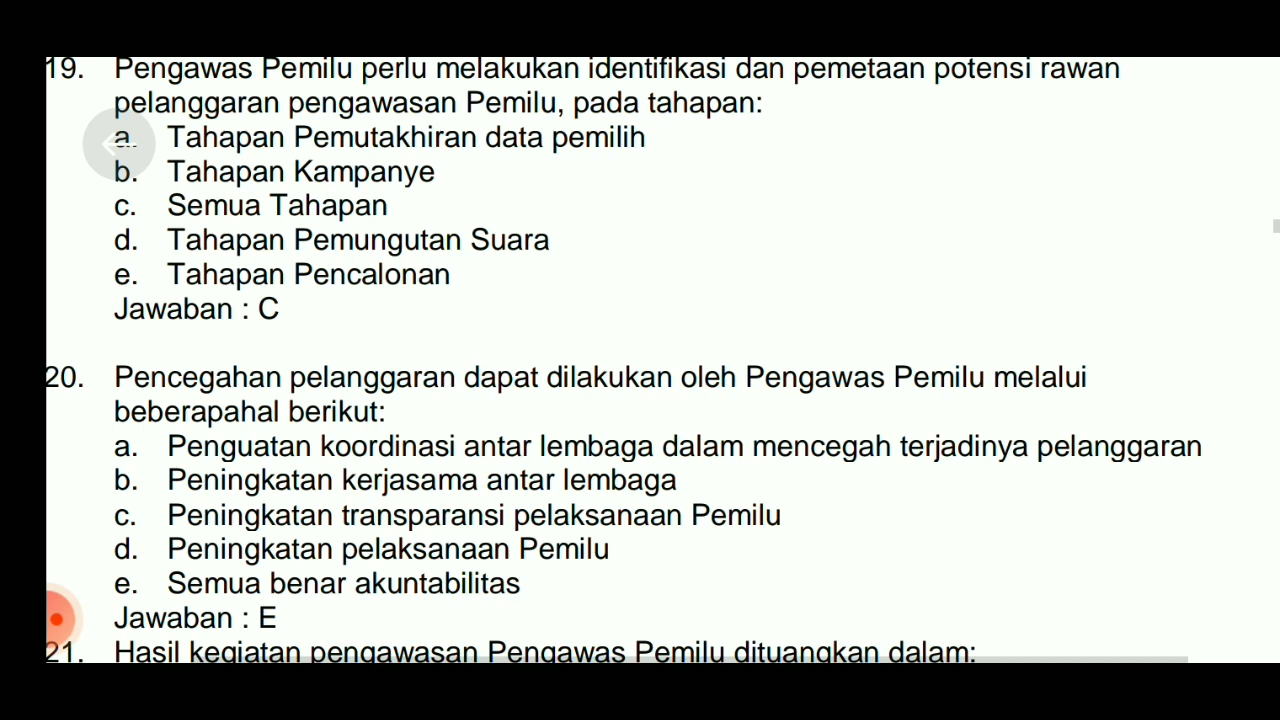 19. Pengawas Pemilu perlu melakukan identifikasi dan pemetaan potensi rawan
pelanggaran pengawasan Pemilu, pada tahapan:
a. Tahapan Pemutakhiran data pemilih
b. Tahapan Kampanye
c. Semua Tahapan
d. Tahapan Pemungutan Suara
e. Tahapan Pencalonan
Jawaban : C
20. Pencegahan pelanggaran dapat dilakukan oleh Pengawas Pemilu melalui
beberapahal berikut:
a. Penguatan koordinasi antar lembaga dalam mencegah terjadinya pelanggaran
b. Peningkatan kerjasama antar lembaga
c. Peningkatan transparansi pelaksanaan Pemilu
d. Peningkatan pelaksanaan Pemilu
e. Semua benar akuntabilitas
Jawaban : E
21. Hasil kegiatan pengawasan Pengawas Pemilu dituangkan dalam: